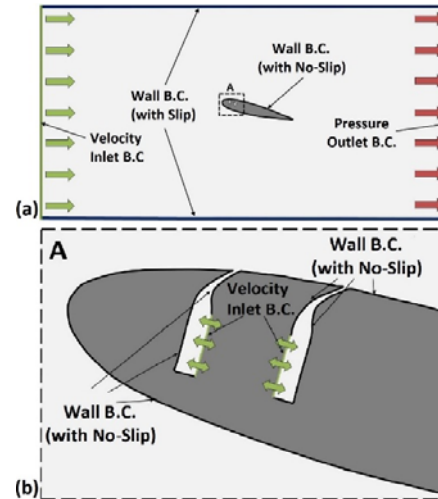 A
Wall B.C.
(with No-Slip)
Wall B.C.
(with Slip)
Velocity
Inlet B.C
Pressure
Outlet B.C.
(a)
A
Wall B.C.
(with No-Slip)
Velocity
Inlet B.C.
Wall B.C.
(with No-Slip)
(b)